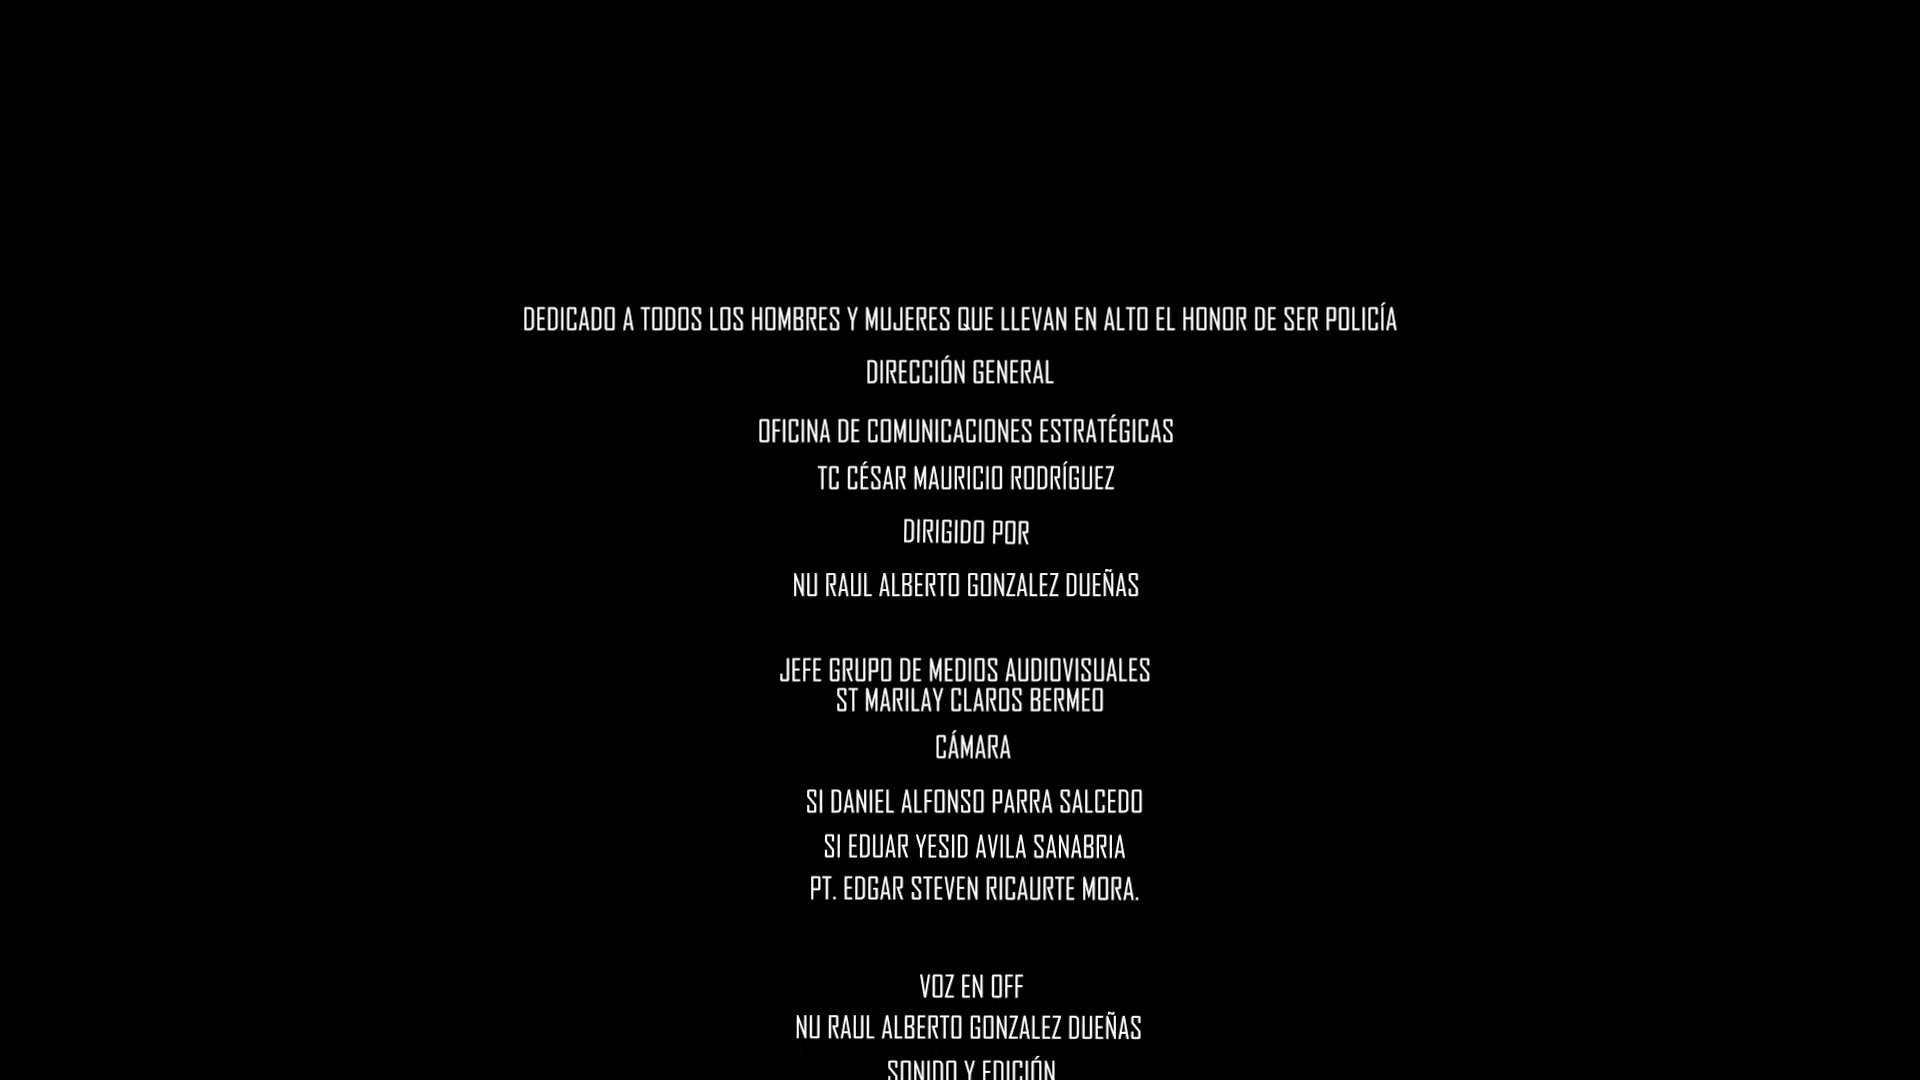 DEDICADO A TODOS LOS HOMBRES Y MUJERES QUE LLEVAN EN ALTO EL HONOR DE SER POLICÍA
DIRECCIÓN GENERAL
OFICINA DE COMUNICACIONES ESTRATÉGICAS
TC CÉSAR MAURICIO RODRÍGUEZ
DIRIGIDO POR
NU RAUL ALBERTO GONZALEZ DUEÑAS
JEFE GRUPO DE MEDIOS AUDIOVISUALES
ST MARILAY CLAROS BERMEO
CÁMARA
SI DANIEL ALFONSO PARRA SALCEDO
SI EDUAR YESID AVILA SANABRIA
PT. EDGAR STEVEN RICAURTE MORA.
VOZ EN OFF
NU RAUL ALBERTO GONZALEZ DUEÑAS
SONIDO Y EDICIÓN